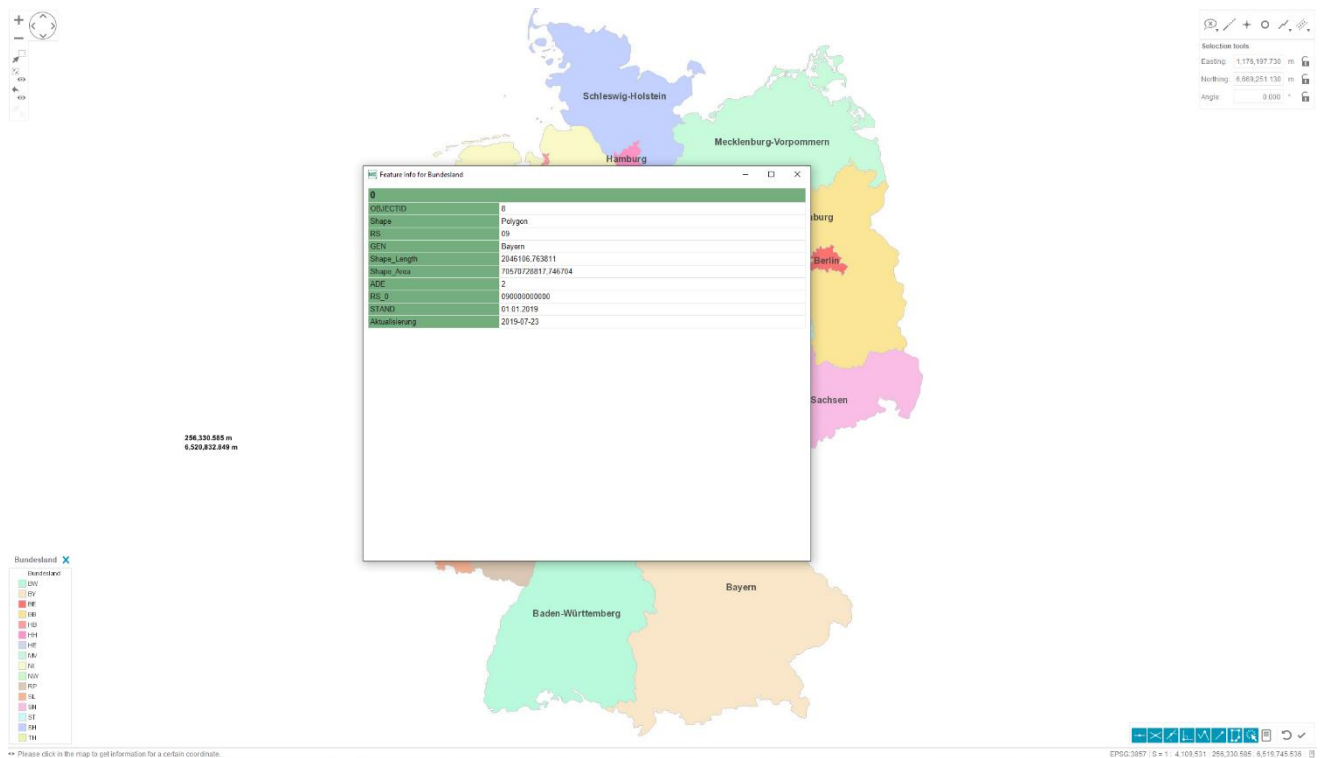 Schleswig-Holstein
Mecklenburg-Vorpommern
Hamburg
Selection tools
Easting: 1,176,197.730 m
Northing: 6,669,251.130 m
Angle 0.000 °
Feature info for Bundesland
0
OBJECTID 8
Shape Polygon
RS 09
GEN Bayern
Shape_Length 2046106,763811
Shape_Area 70570728817,746704
ADE 2
RS_0 090000000000
STAND 01.01.2019
Aktualisierung 2019-07-23
burg
Berlin
Sachsen
256,330.585 m
6,520,832.849 m
Bundesland X
Bundesland
BW
BY
BE
BB
HB
HH
HE
MV
NI
NW
RP
SL
SN
ST
SH
TH
Bayern
Baden-Württemberg
Please click in the map to get information for a certain coordinate.
EPSG:3857 S = 1 : 4,109,531 256,330.585 : 6,519,745.536